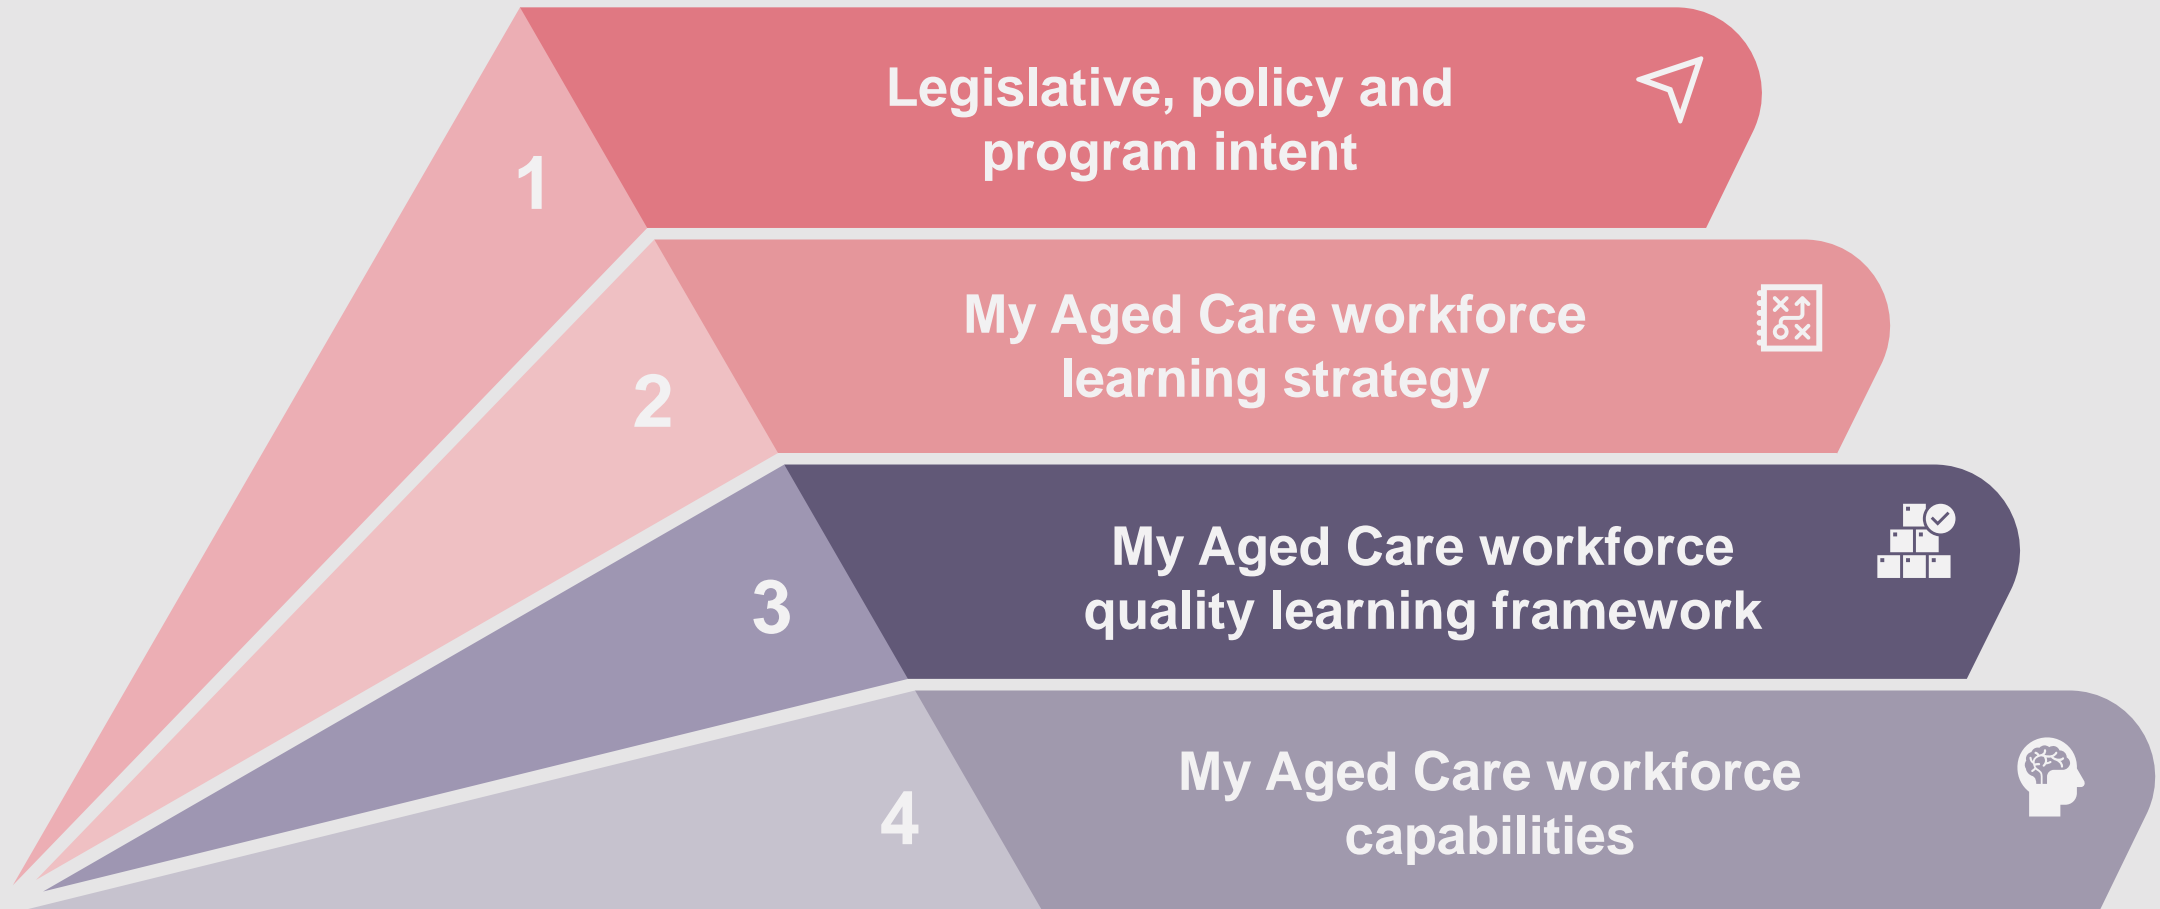 1
Legislative, policy and
program intent
2
My Aged Care workforce
learning strategy
3
My Aged Care workforce
quality learning framework
4
My Aged Care workforce
capabilities